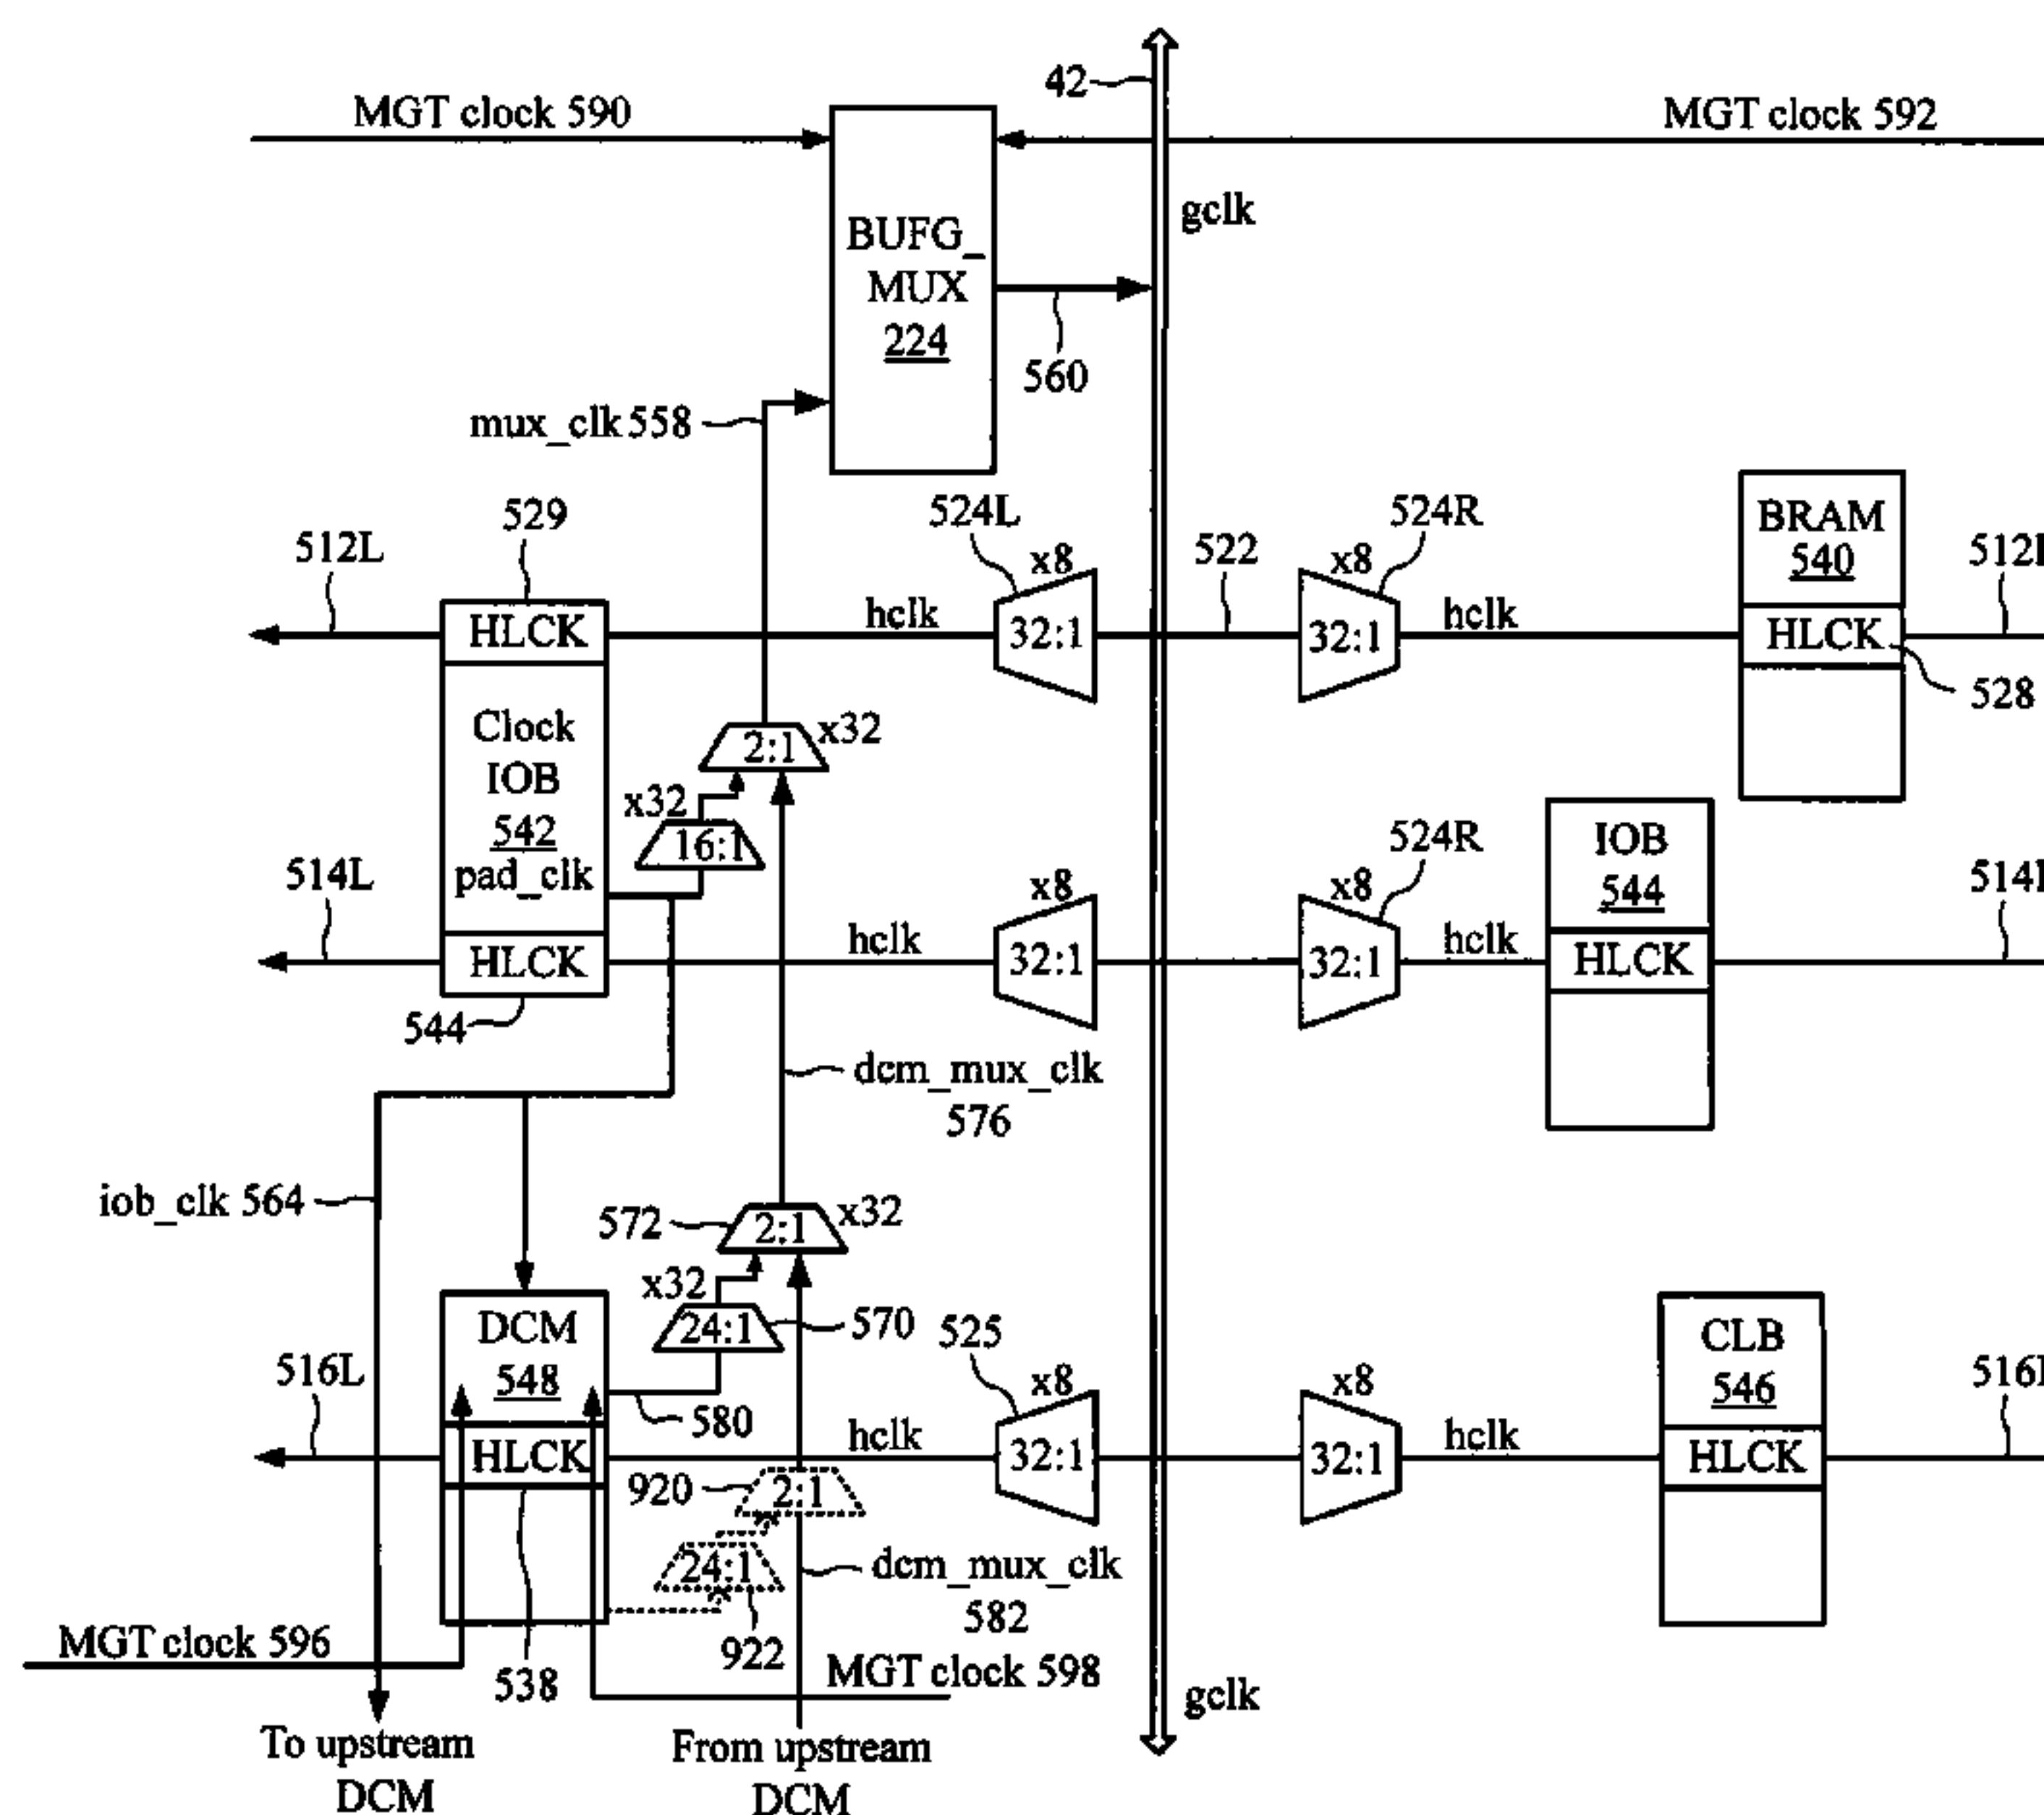 42
MGT clock 590
MGT clock 592
gclk
BUFG_
MUX
224
560
mux_clk 558
529
524L
524R
BRAM
540
512L
x8
522
x8
HLCK
hclk
32:1
32:1
hclk
HLCK
528
Clock
IOB
542
pad_clk
2:1
x32
x32
16:1
IOB
544
524R
514L
x8
x8
HLCK
hclk
32:1
32:1
hclk
HLCK
544
dcm_mux_clk
576
iob_clk 564
572
2:1
x32
x32
24:1
570
525
DCM
548
CLB
546
516L
x8
x8
580
HLCK
hclk
32:1
32:1
hclk
HLCK
920
2:1
24:1
dcm_mux_clk
582
922
MGT clock 596
538
MGT clock 598
gclk
To upstream
DCM
From upstream
DCM